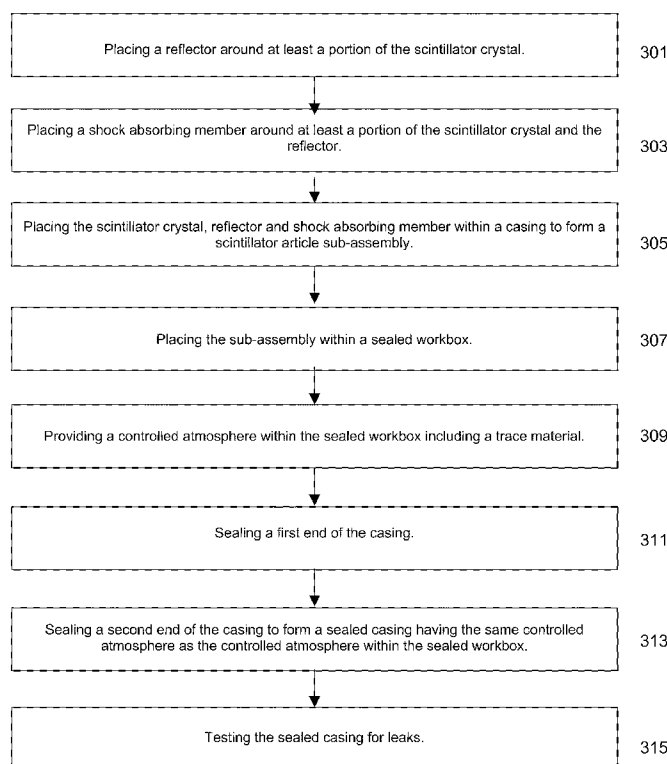 Placing a reflector around at least a portion of the scintillator crystal.
301
Placing a shock absorbing member around at least a portion of the scintillator crystal and the
reflector.
303
Placing the scintillator crystal, reflector and shock absorbing member within a casing to form a
scintillator article sub-assembly.
305
Placing the sub-assembly within a sealed workbox.
307
Providing a controlled atmosphere within the sealed workbox including a trace material.
309
Sealing a first end of the casing.
311
Sealing a second end of the casing to form a sealed casing having the same controlled
atmosphere as the controlled atmosphere within the sealed workbox.
313
Testing the sealed casing for leaks.
315